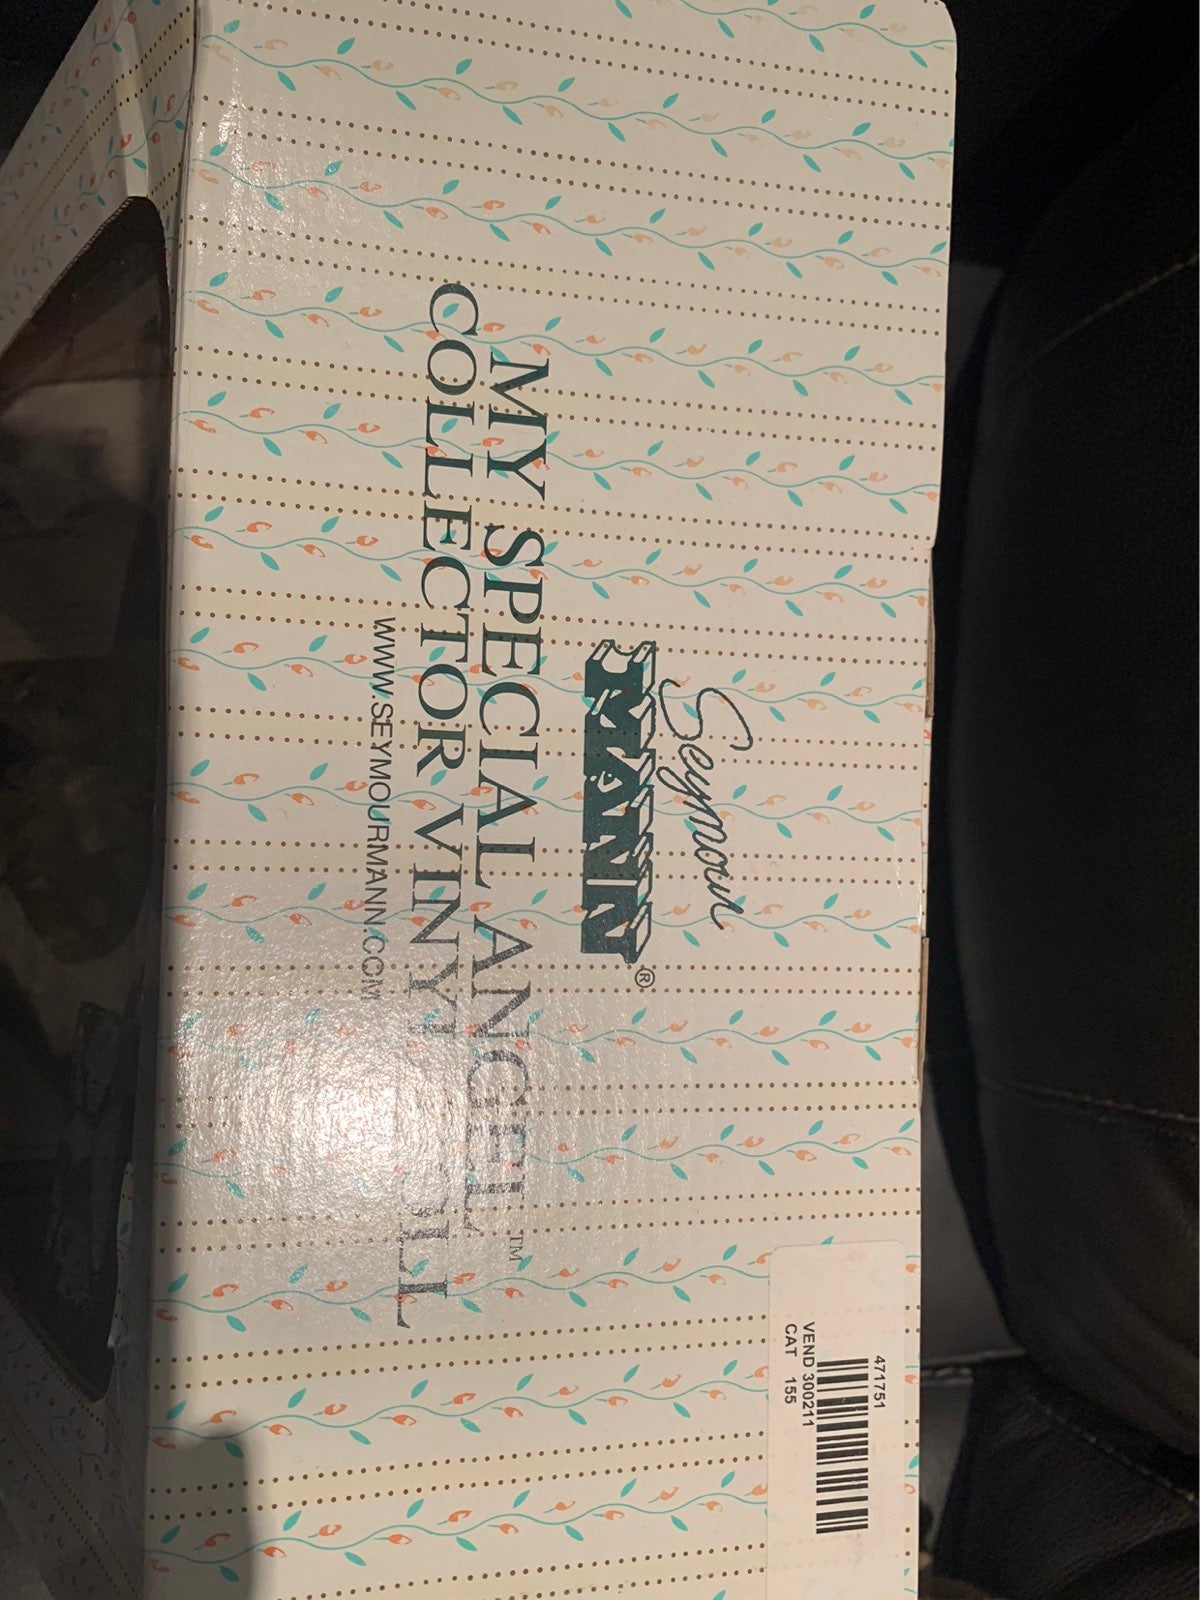 Seymour
MANN®
MY SPECIAL ANGEL™
COLLECTOR VINYL DOLL
WWW.SEYMOURMANN.COM
471751
VEND 300211
CAT 155